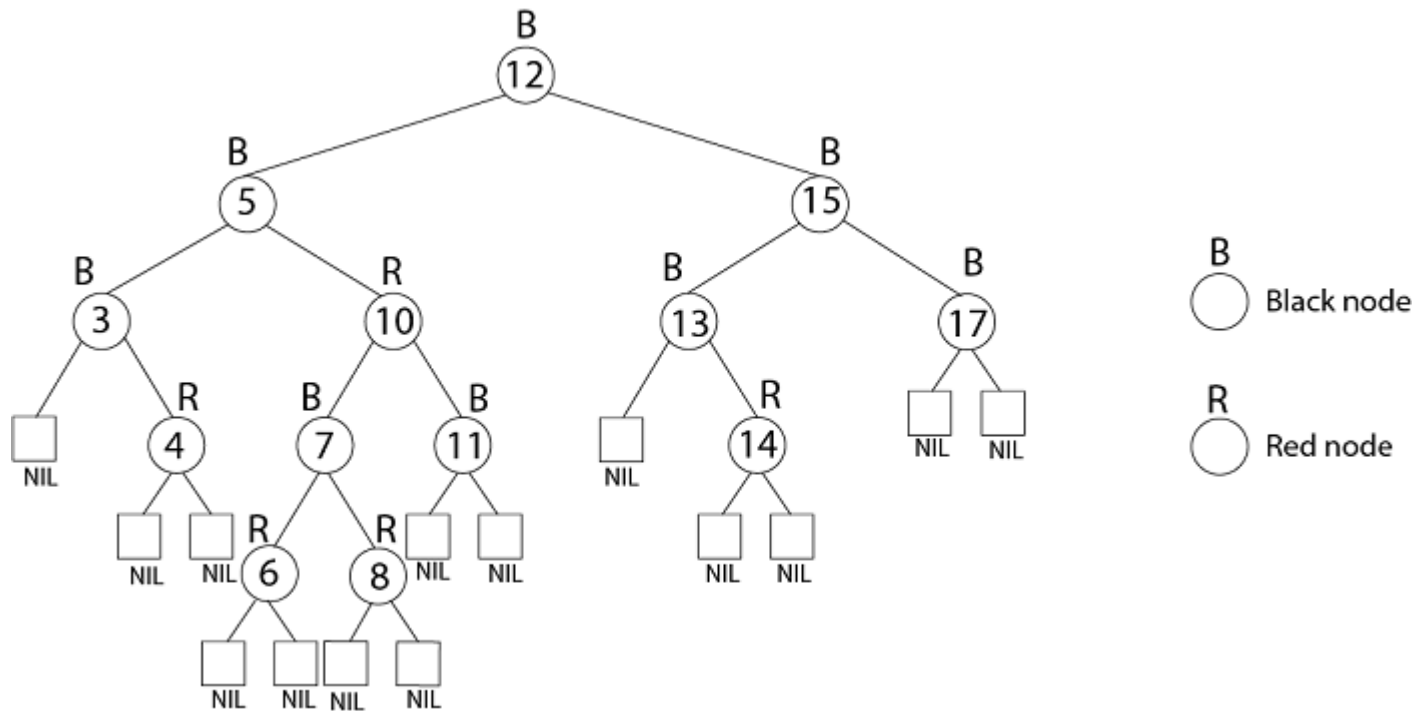 B
12
B B
5 15
B R B B
3 10 13 17
R B B R
4 7 11 14
NIL NIL NIL NIL
R R
6 8
NIL NIL NIL NIL NIL NIL
NIL NIL NIL NIL
B
Black node
R
Red node